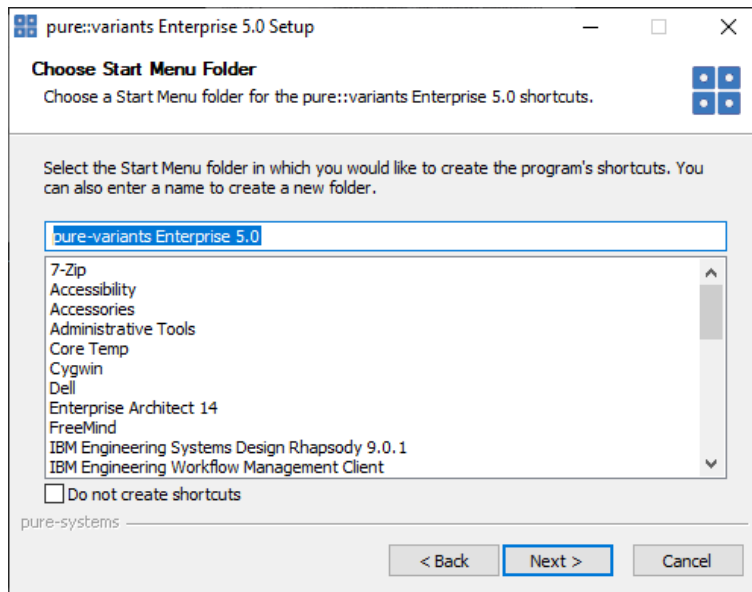 pure::variants Enterprise 5.0 Setup
Choose Start Menu Folder
Choose a Start Menu folder for the pure::variants Enterprise 5.0 shortcuts.
Select the Start Menu folder in which you would like to create the program's shortcuts. You
can also enter a name to create a new folder.
pure-variants Enterprise 5.0
7-Zip
Accessibility
Accessories
Administrative Tools
Core Temp
Cygwin
Dell
Enterprise Architect 14
FreeMind
IBM Engineering Systems Design Rhapsody 9.0.1
IBM Engineering Workflow Management Client
Do not create shortcuts
pure-systems
< Back Next > Cancel